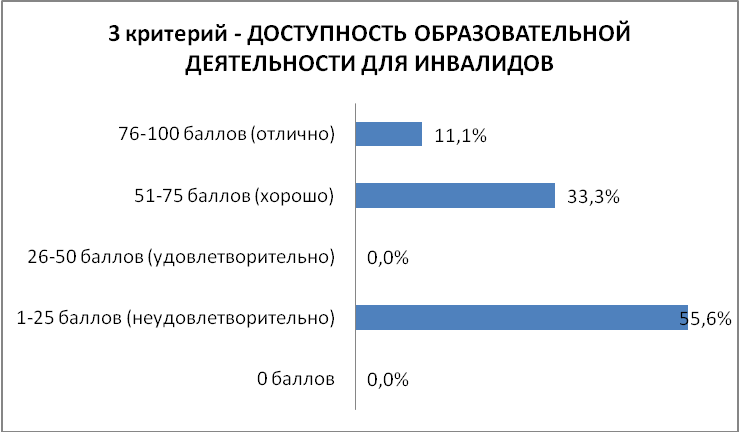 3 критерий - ДОСТУПНОСТЬ ОБРАЗОВАТЕЛЬНОЙ
ДЕЯТЕЛЬНОСТИ ДЛЯ ИНВАЛИДОВ
76-100 баллов (отлично) 11,1%
51-75 баллов (хорошо) 33,3%
26-50 баллов (удовлетворительно) 0,0%
1-25 баллов (неудовлетворительно) 55,6%
0 баллов 0,0%